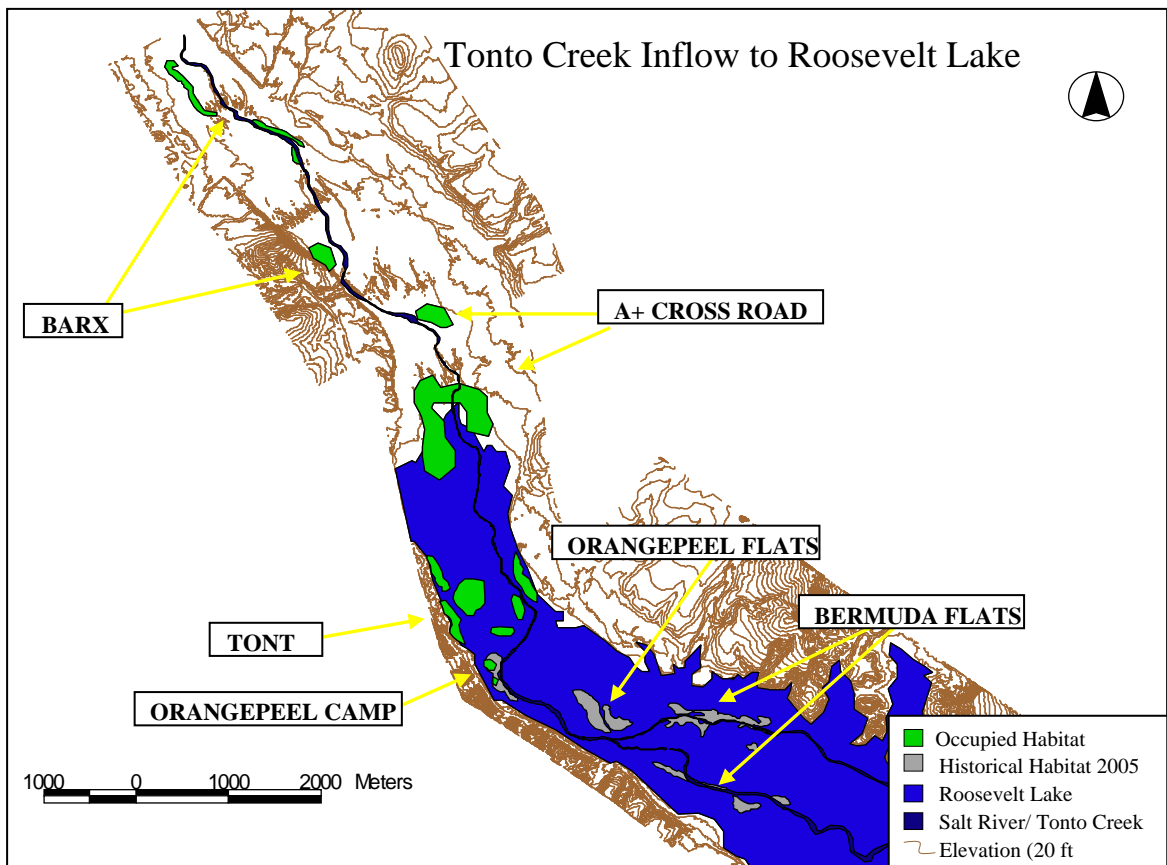 Tonto Creek Inflow to Roosevelt Lake
BARX
A+ CROSS ROAD
ORANGEPEEL FLATS
BERMUDA FLATS
TONT
ORANGEPEEL CAMP
1000 0 1000 2000 Meters
Occupied Habitat
Historical Habitat 2005
Roosevelt Lake
Salt River/ Tonto Creek
Elevation (20 ft